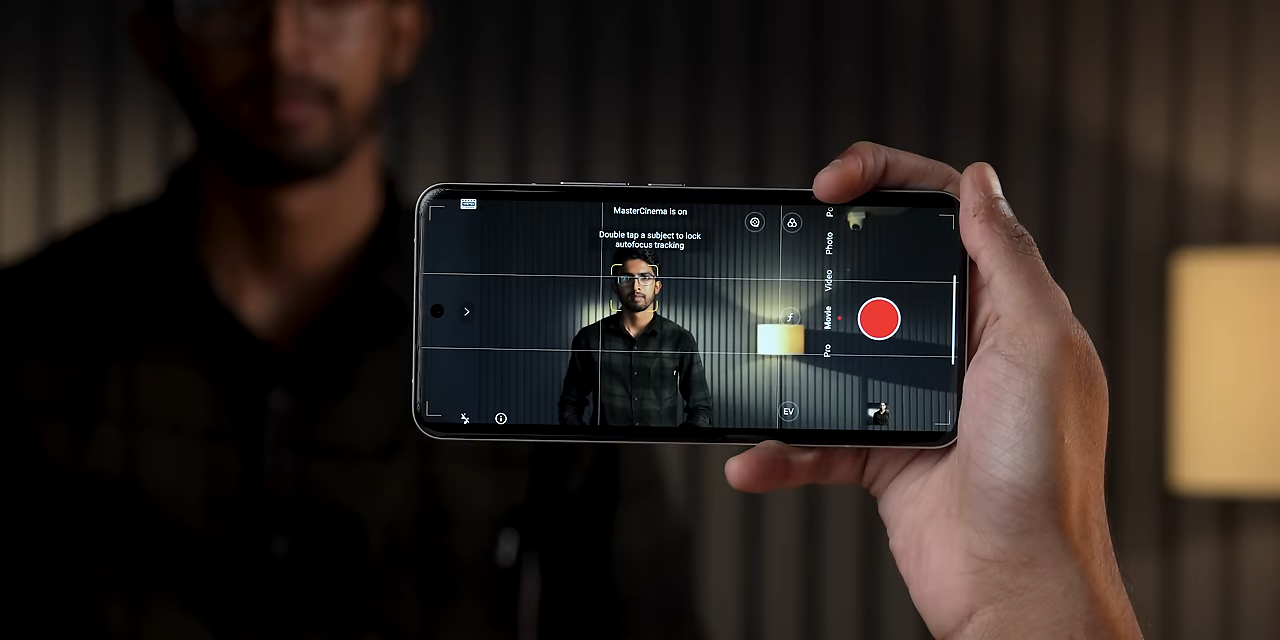 MasterCinema is on
Double tap a subject to lock
autofocus tracking
Po
Photo
Video
Movie
Pro
f
EV